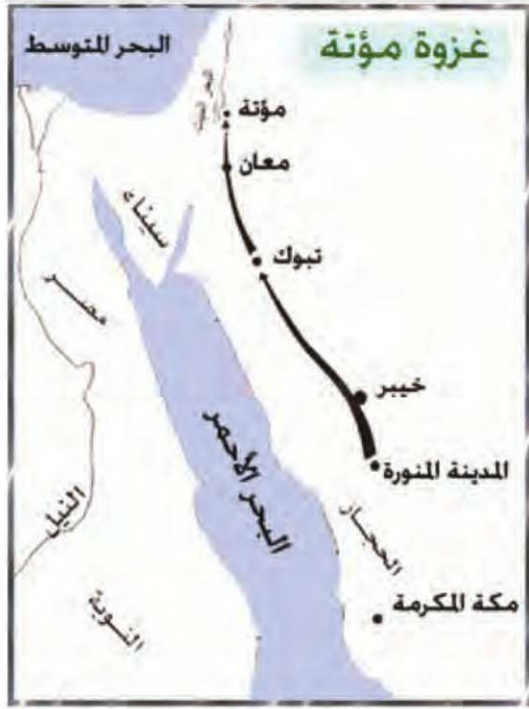 غزوة مؤتة
البحر المتوسط
مؤتة
معان
سيناء
تبوك
مصر
خيبر
المدينة المنورة
البحر الأحمر
النيل
الحجاز
مكة المكرمة
النوبة